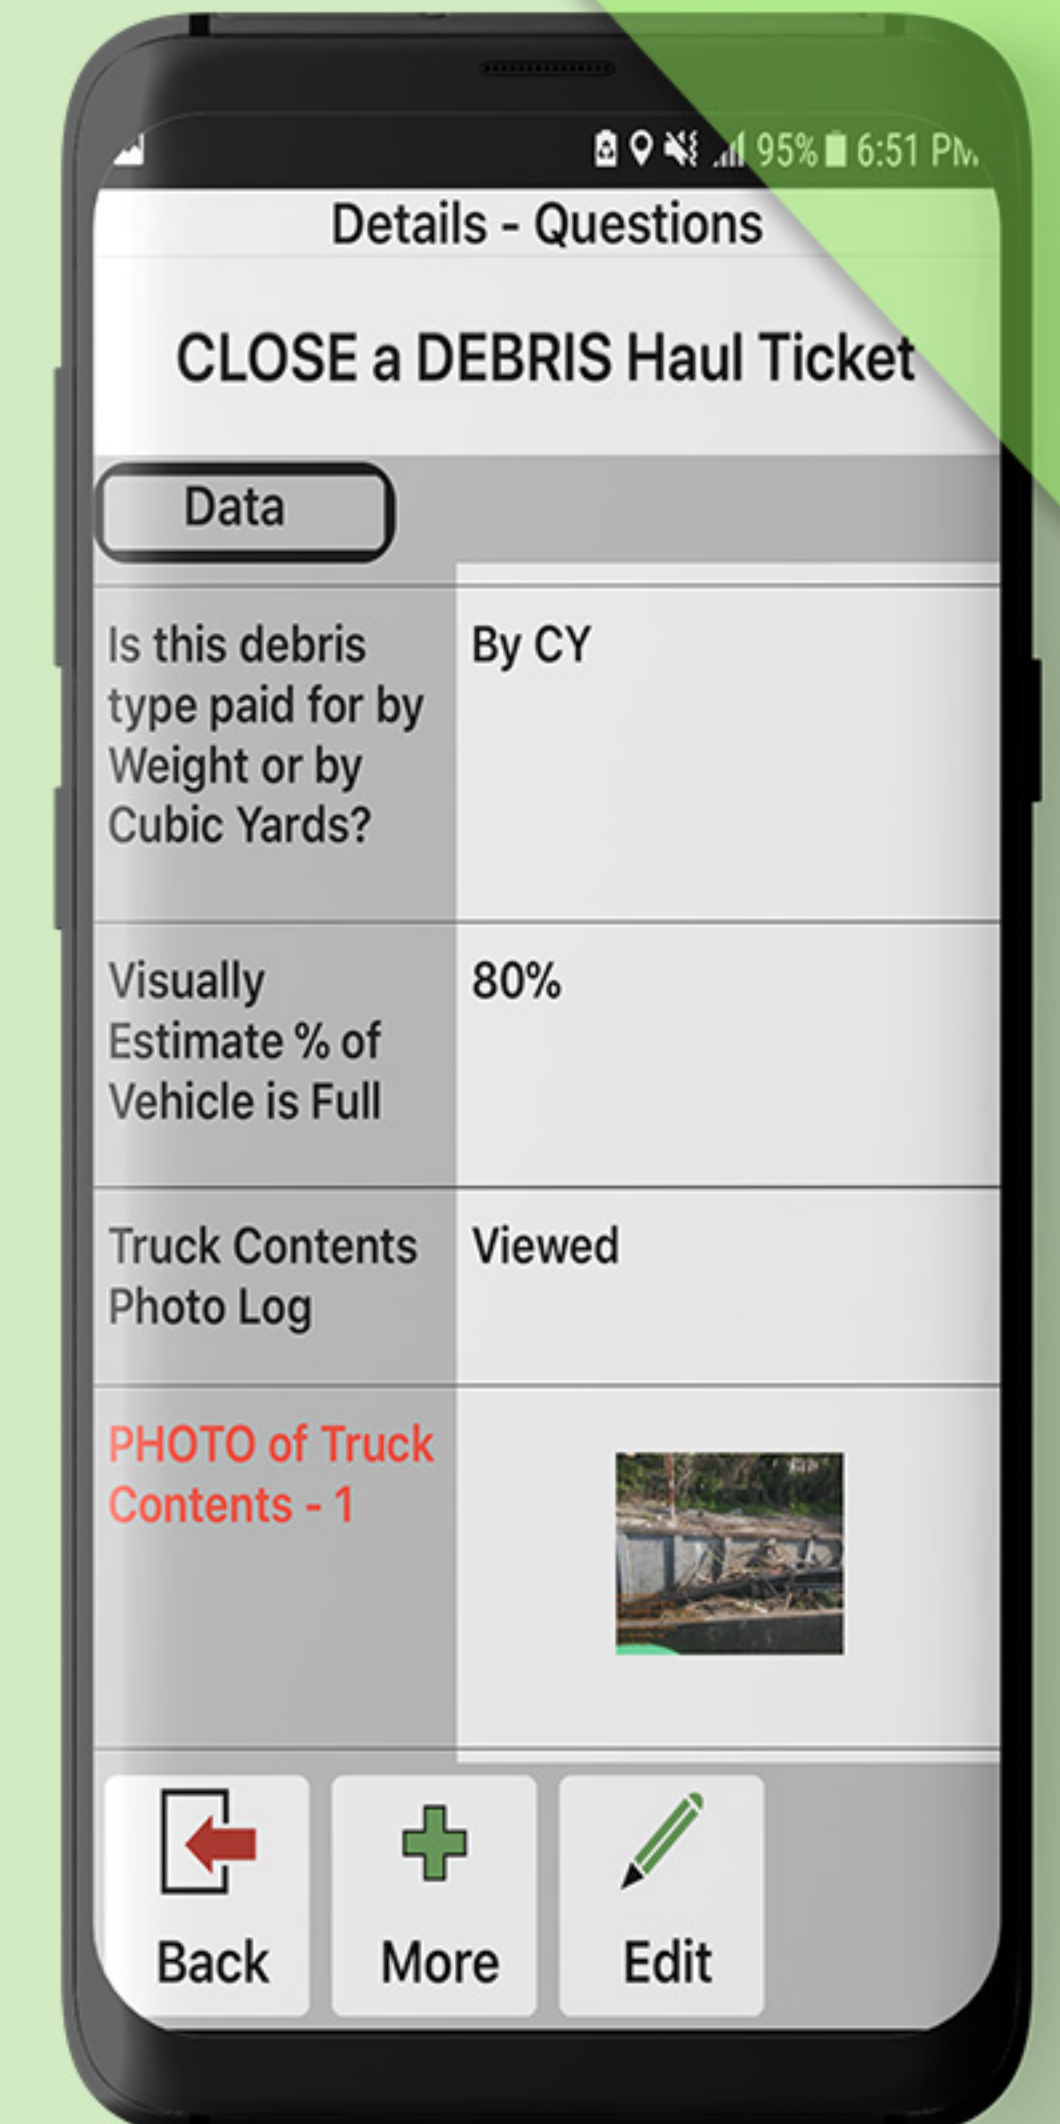 95% 6:51 PM
Details - Questions
CLOSE a DEBRIS Haul Ticket
Data
Is this debris
type paid for by
Weight or by
Cubic Yards?
By CY
Visually
Estimate % of
Vehicle is Full
80%
Truck Contents
Photo Log
Viewed
PHOTO of Truck
Contents - 1
Back
More
Edit